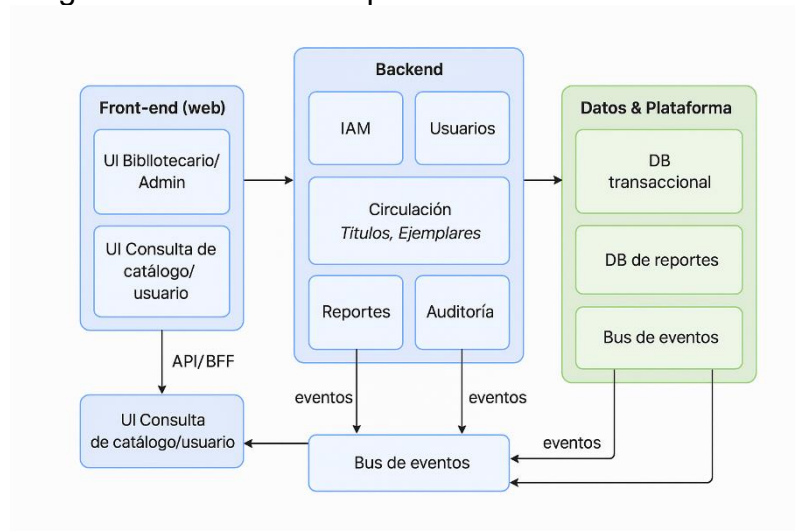 Front-end (web)
UI Bibllotecario/
Admin
UI Consulta de
catálogo/
usuario
API/BFF
UI Consulta
de catálogo/usuario
Backend
IAM
Usuarios
Circulación
Títulos, Ejemplares
Reportes
Auditoría
eventos
eventos
Bus de eventos
Datos & Plataforma
DB
transaccional
DB de reportes
Bus de eventos
eventos